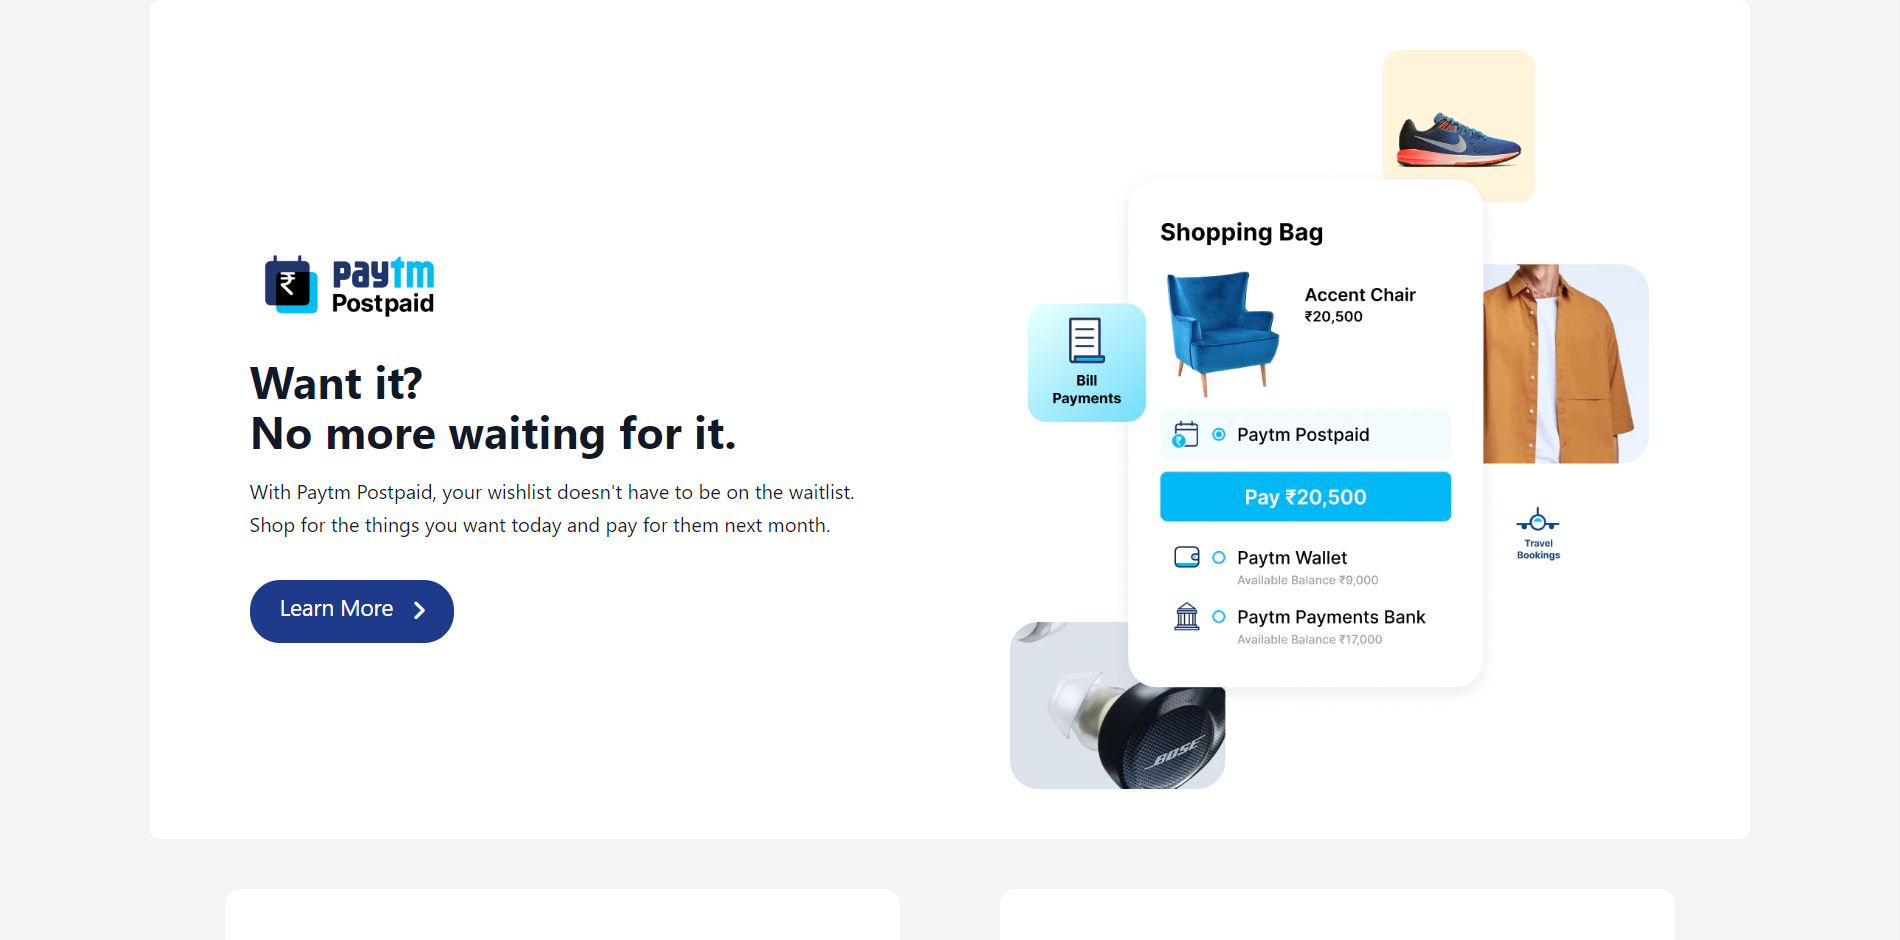 ₹
paytm
Postpaid
Want it?
No more waiting for it.
With Paytm Postpaid, your wishlist doesn't have to be on the waitlist.
Shop for the things you want today and pay for them next month.
Learn More
Shopping Bag
Accent Chair
₹20,500
Bill
Payments
₹
Paytm Postpaid
Pay ₹20,500
Paytm Wallet
Available Balance ₹9,000
Paytm Payments Bank
Available Balance ₹17,000
Travel
Bookings
BOSE